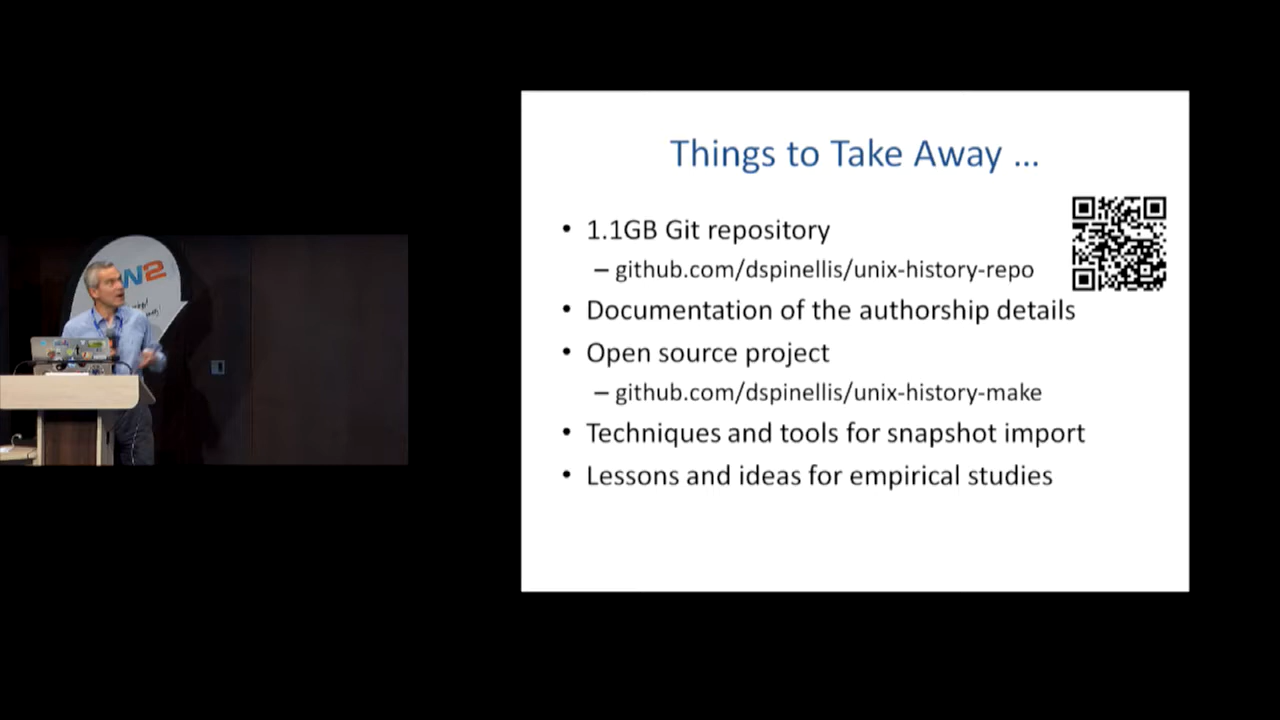 W2
Things to Take Away ...
• 1.1GB Git repository
– github.com/dspinellis/unix-history-repo
• Documentation of the authorship details
• Open source project
– github.com/dspinellis/unix-history-make
• Techniques and tools for snapshot import
• Lessons and ideas for empirical studies